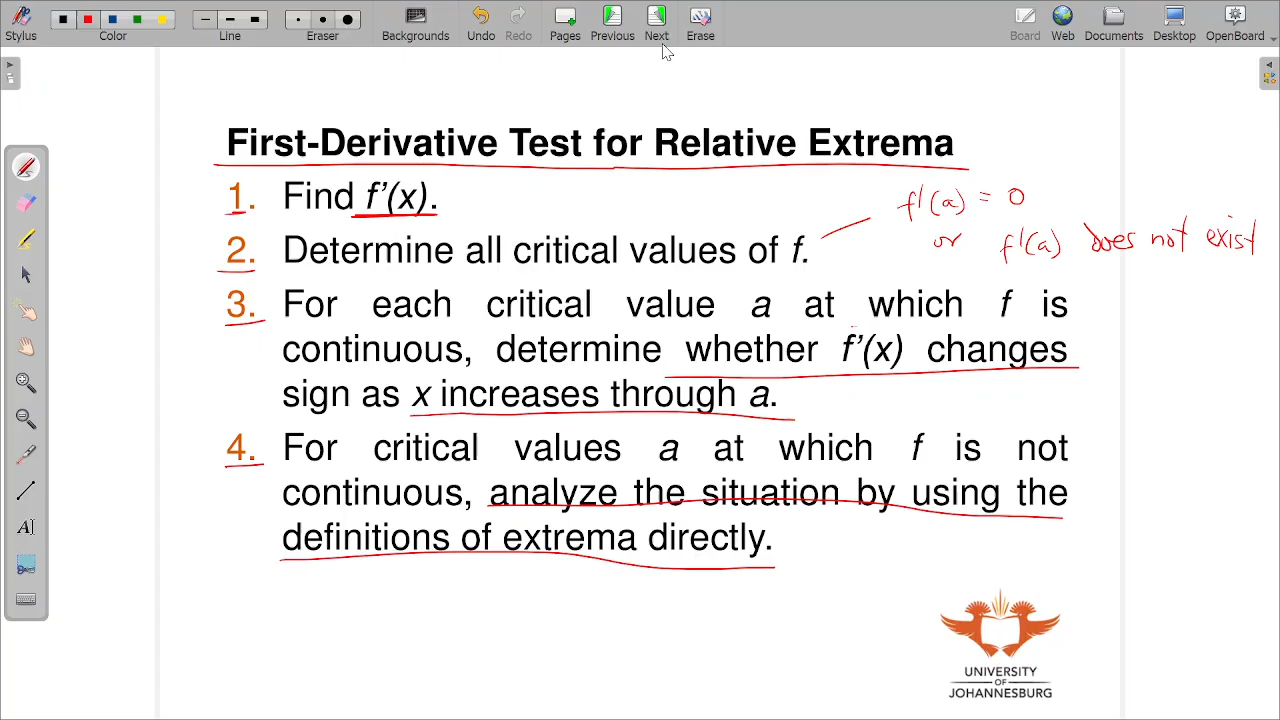 Stylus Color Line Eraser Backgrounds Undo Redo Pages Previous Next Erase Board Web Documents Desktop OpenBoard
First-Derivative Test for Relative Extrema
1. Find f'(x).
f'(a) = 0
2. Determine all critical values of f.
or f'(a) does not exist
3. For each critical value a at which f is
continuous, determine whether f'(x) changes
sign as x increases through a.
4. For critical values a at which f is not
continuous, analyze the situation by using the
definitions of extrema directly.
UNIVERSITY
OF
JOHANNESBURG